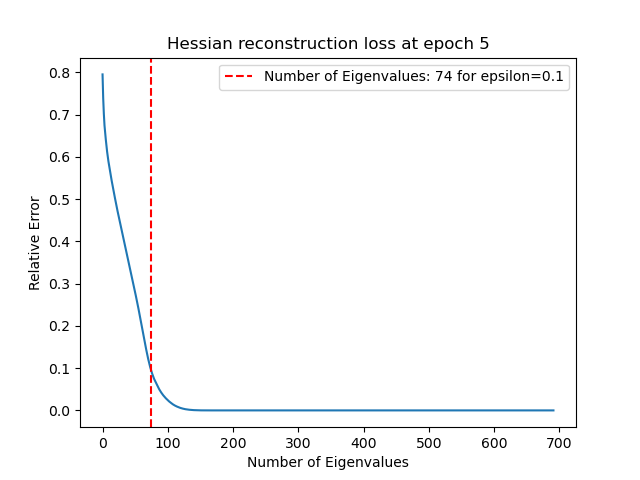 Hessian reconstruction loss at epoch 5
Number of Eigenvalues: 74 for epsilon=0.1
Relative Error
0.8
0.7
0.6
0.5
0.4
0.3
0.2
0.1
0.0
0 100 200 300 400 500 600 700
Number of Eigenvalues